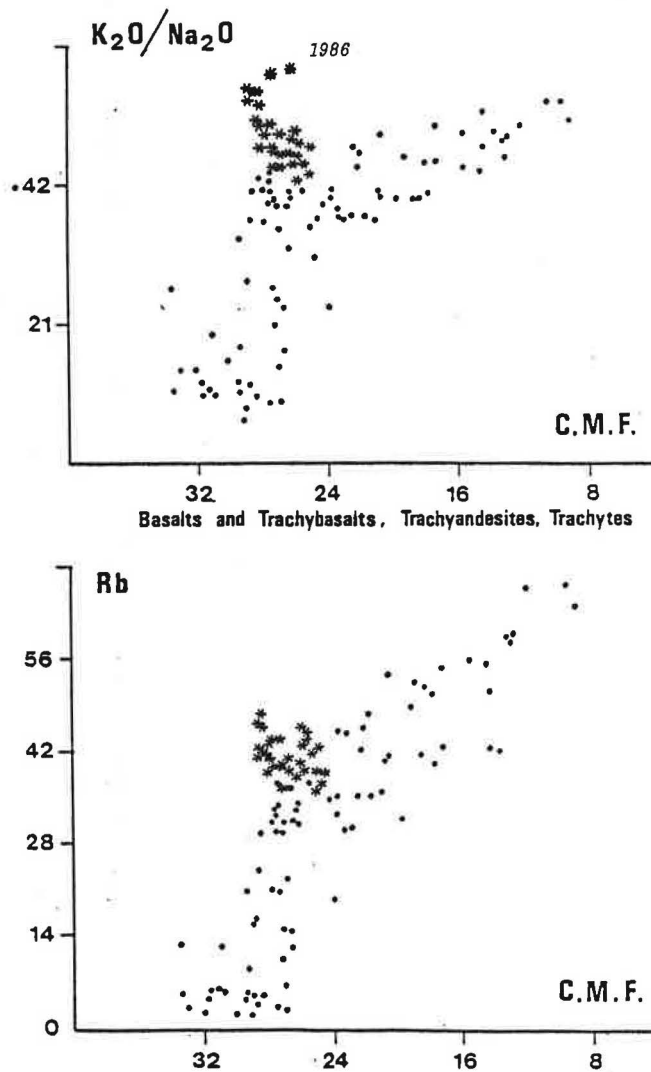 K₂O/Na₂O
1986
42
21
C.M.F.
32 24 16 8
Basalts and Trachybasalts, Trachyandesites, Trachytes
Rb
56
42
28
14
C.M.F.
0
32 24 16 8